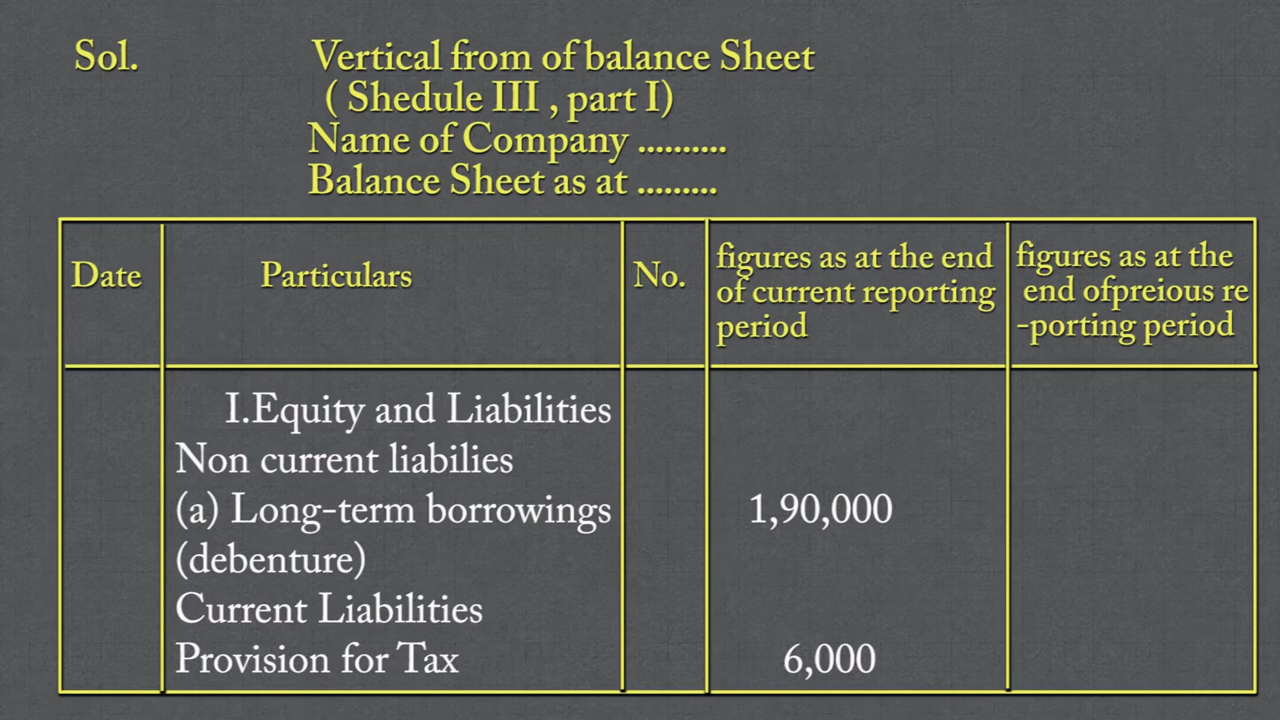 Sol.
Vertical from of balance Sheet
( Shedule III , part I)
Name of Company ..........
Balance Sheet as at .........
Date
Particulars
No.
figures as at the end
of current reporting
period
figures as at the
end ofpreious re
-porting period
I.Equity and Liabilities
Non current liabilies
(a) Long-term borrowings 1,90,000
(debenture)
Current Liabilities
Provision for Tax 6,000